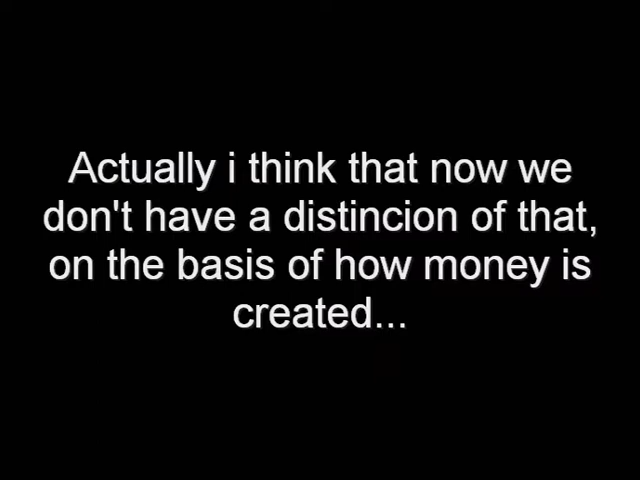 Actually i think that now we
don't have a distincion of that,
on the basis of how money is
created...